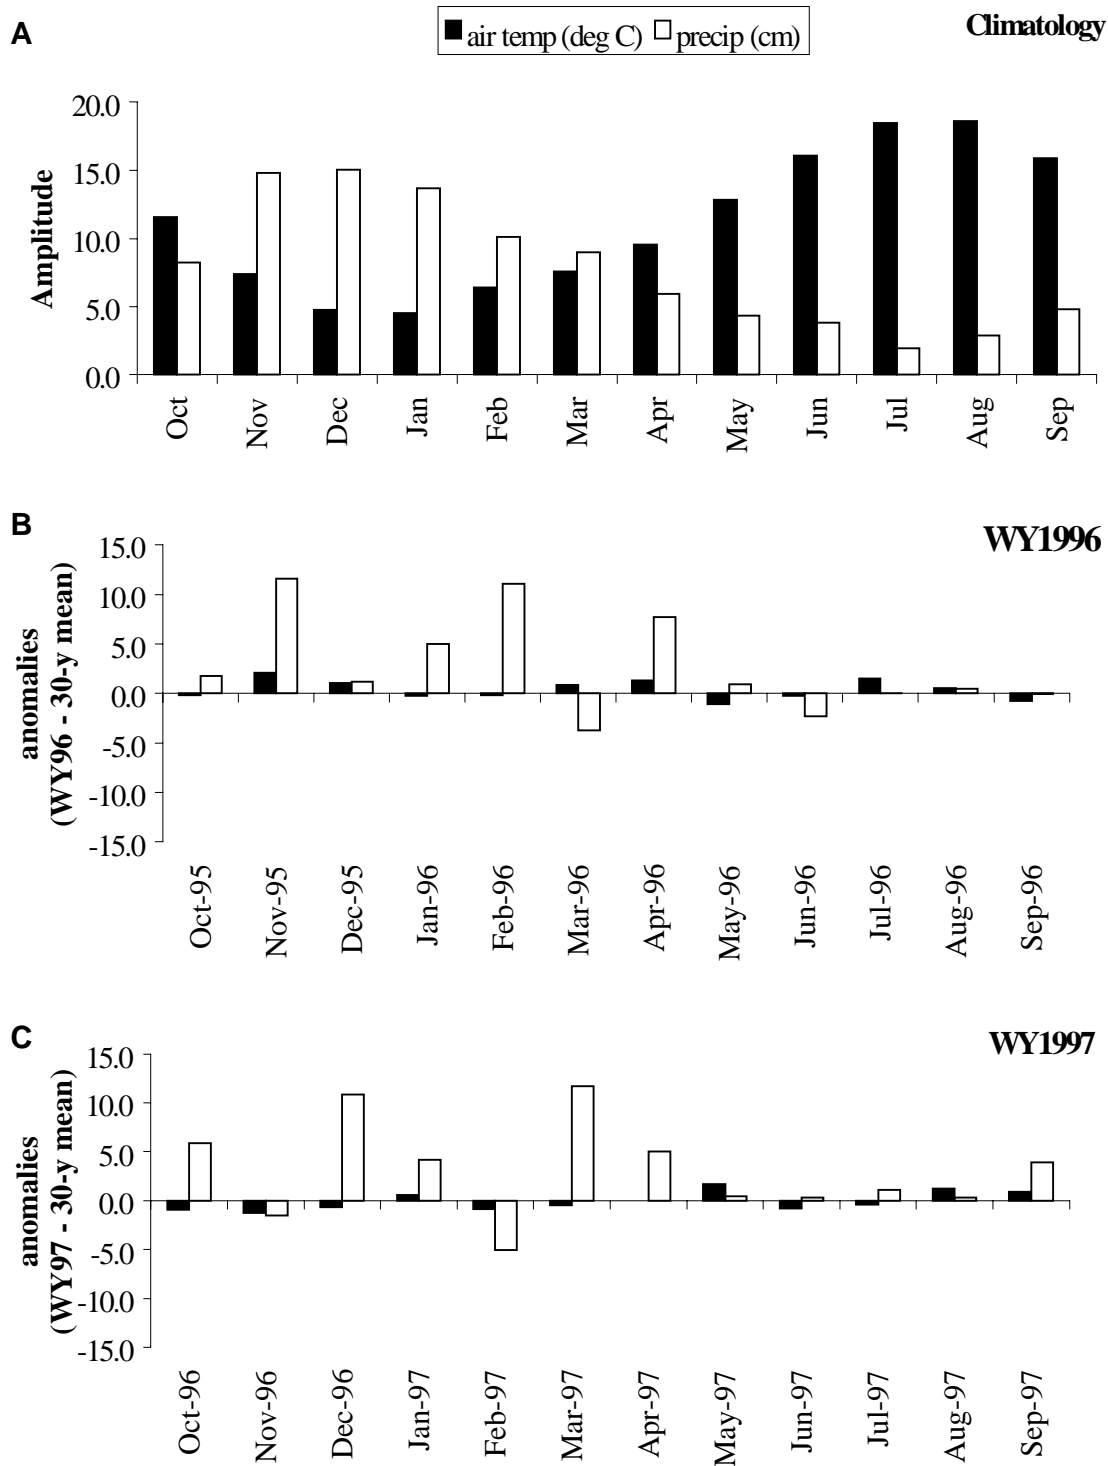 A
air temp (deg C) precip (cm)
Climatology
Amplitude
20.0
15.0
10.0
5.0
0.0
Oct Nov Dec Jan Feb Mar Apr May Jun Jul Aug Sep
B
WY1996
anomalies
(WY96 - 30-y mean)
15.0
10.0
5.0
0.0
-5.0
-10.0
-15.0
Oct-95 Nov-95 Dec-95 Jan-96 Feb-96 Mar-96 Apr-96 May-96 Jun-96 Jul-96 Aug-96 Sep-96
C
WY1997
anomalies
(WY97 - 30-y mean)
15.0
10.0
5.0
0.0
-5.0
-10.0
-15.0
Oct-96 Nov-96 Dec-96 Jan-97 Feb-97 Mar-97 Apr-97 May-97 Jun-97 Jul-97 Aug-97 Sep-97